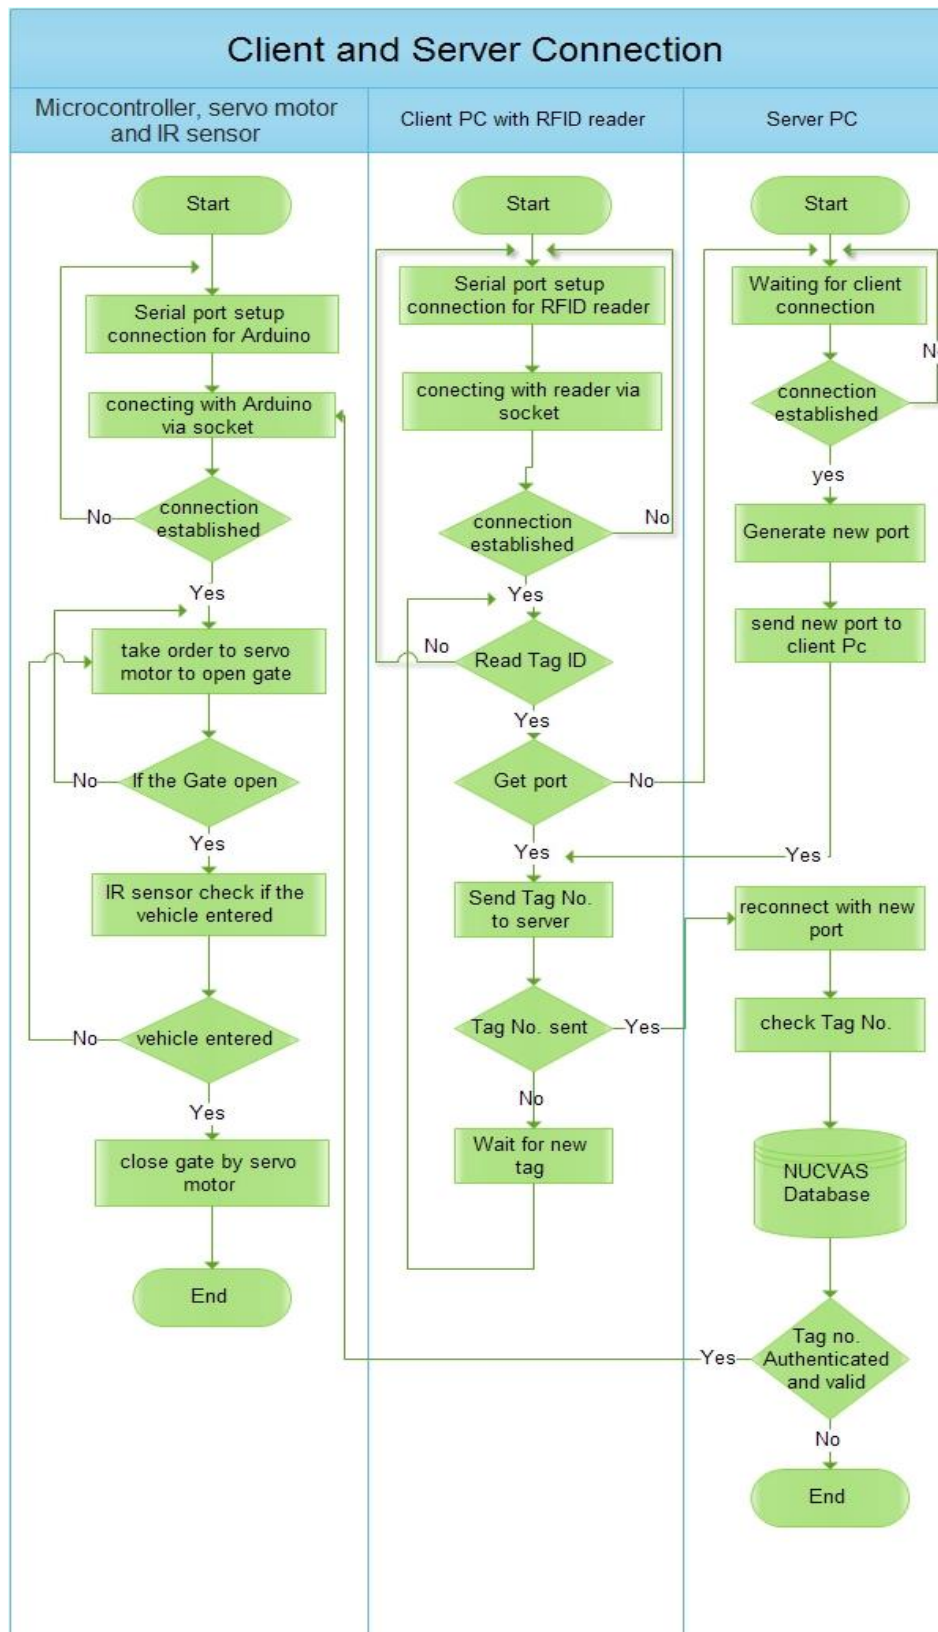 Client and Server Connection
Microcontroller, servo motor
and IR sensor
Client PC with RFID reader
Server PC
Start
Serial port setup
connection for Arduino
conecting with Arduino
via socket
connection
established
No
Yes
take order to servo
motor to open gate
If the Gate open
No
Yes
IR sensor check if the
vehicle entered
vehicle entered
No
Yes
close gate by servo
motor
End
Start
Serial port setup
connection for RFID reader
conecting with reader via
socket
connection
established
No
Yes
Read Tag ID
No
Yes
Get port
No
Yes
Send Tag No.
to server
Tag No. sent
Yes
No
Wait for new
tag
Start
Waiting for client
connection
connection
established
yes
Generate new port
send new port to
client Pc
Yes
reconnect with new
port
check Tag No.
NUCVAS
Database
Tag no.
Authenticated
and valid
Yes
No
End